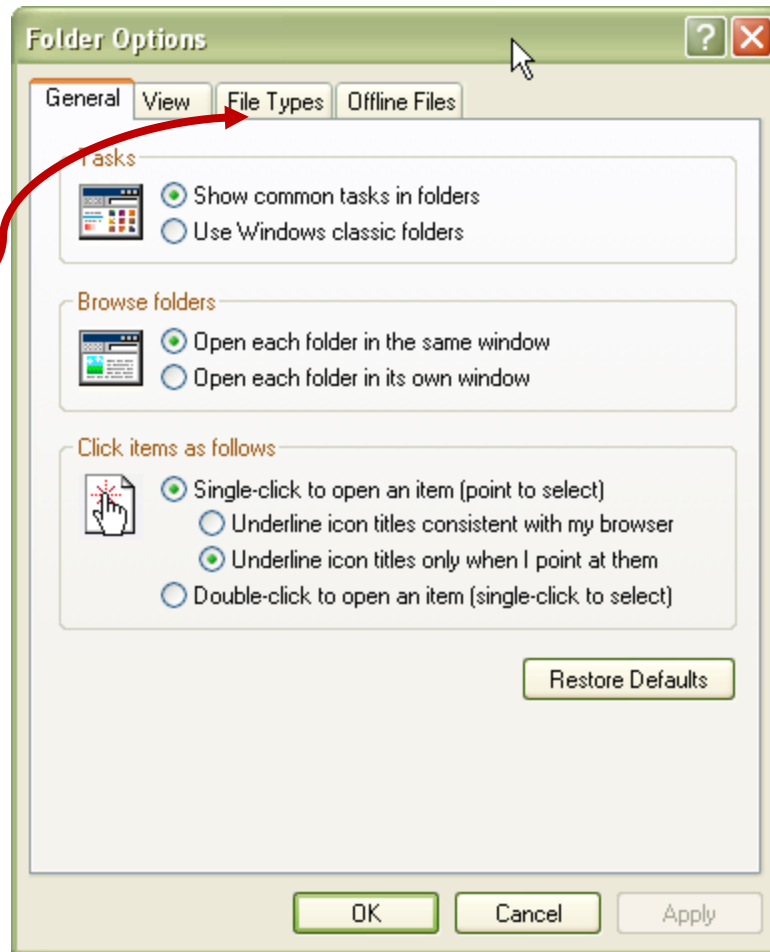 Folder Options
General View File Types Offline Files
Tasks
Show common tasks in folders
Use Windows classic folders
Browse folders
Open each folder in the same window
Open each folder in its own window
Click items as follows
Single-click to open an item (point to select)
Underline icon titles consistent with my browser
Underline icon titles only when I point at them
Double-click to open an item (single-click to select)
Restore Defaults
OK Cancel Apply